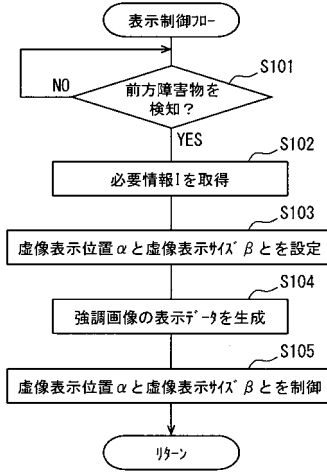 表示制御フロー
S101
NO
前方障害物を
検知？
YES
S102
必要情報Iを取得
S103
虚像表示位置αと虚像表示サイズβとを設定
S104
強調画像の表示データを生成
S105
虚像表示位置αと虚像表示サイズβとを制御
リターン